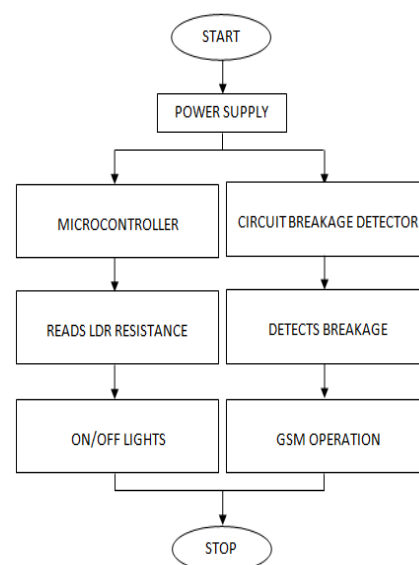 START
POWER SUPPLY
MICROCONTROLLER
CIRCUIT BREAKAGE DETECTOR
READS LDR RESISTANCE
DETECTS BREAKAGE
ON/OFF LIGHTS
GSM OPERATION
STOP